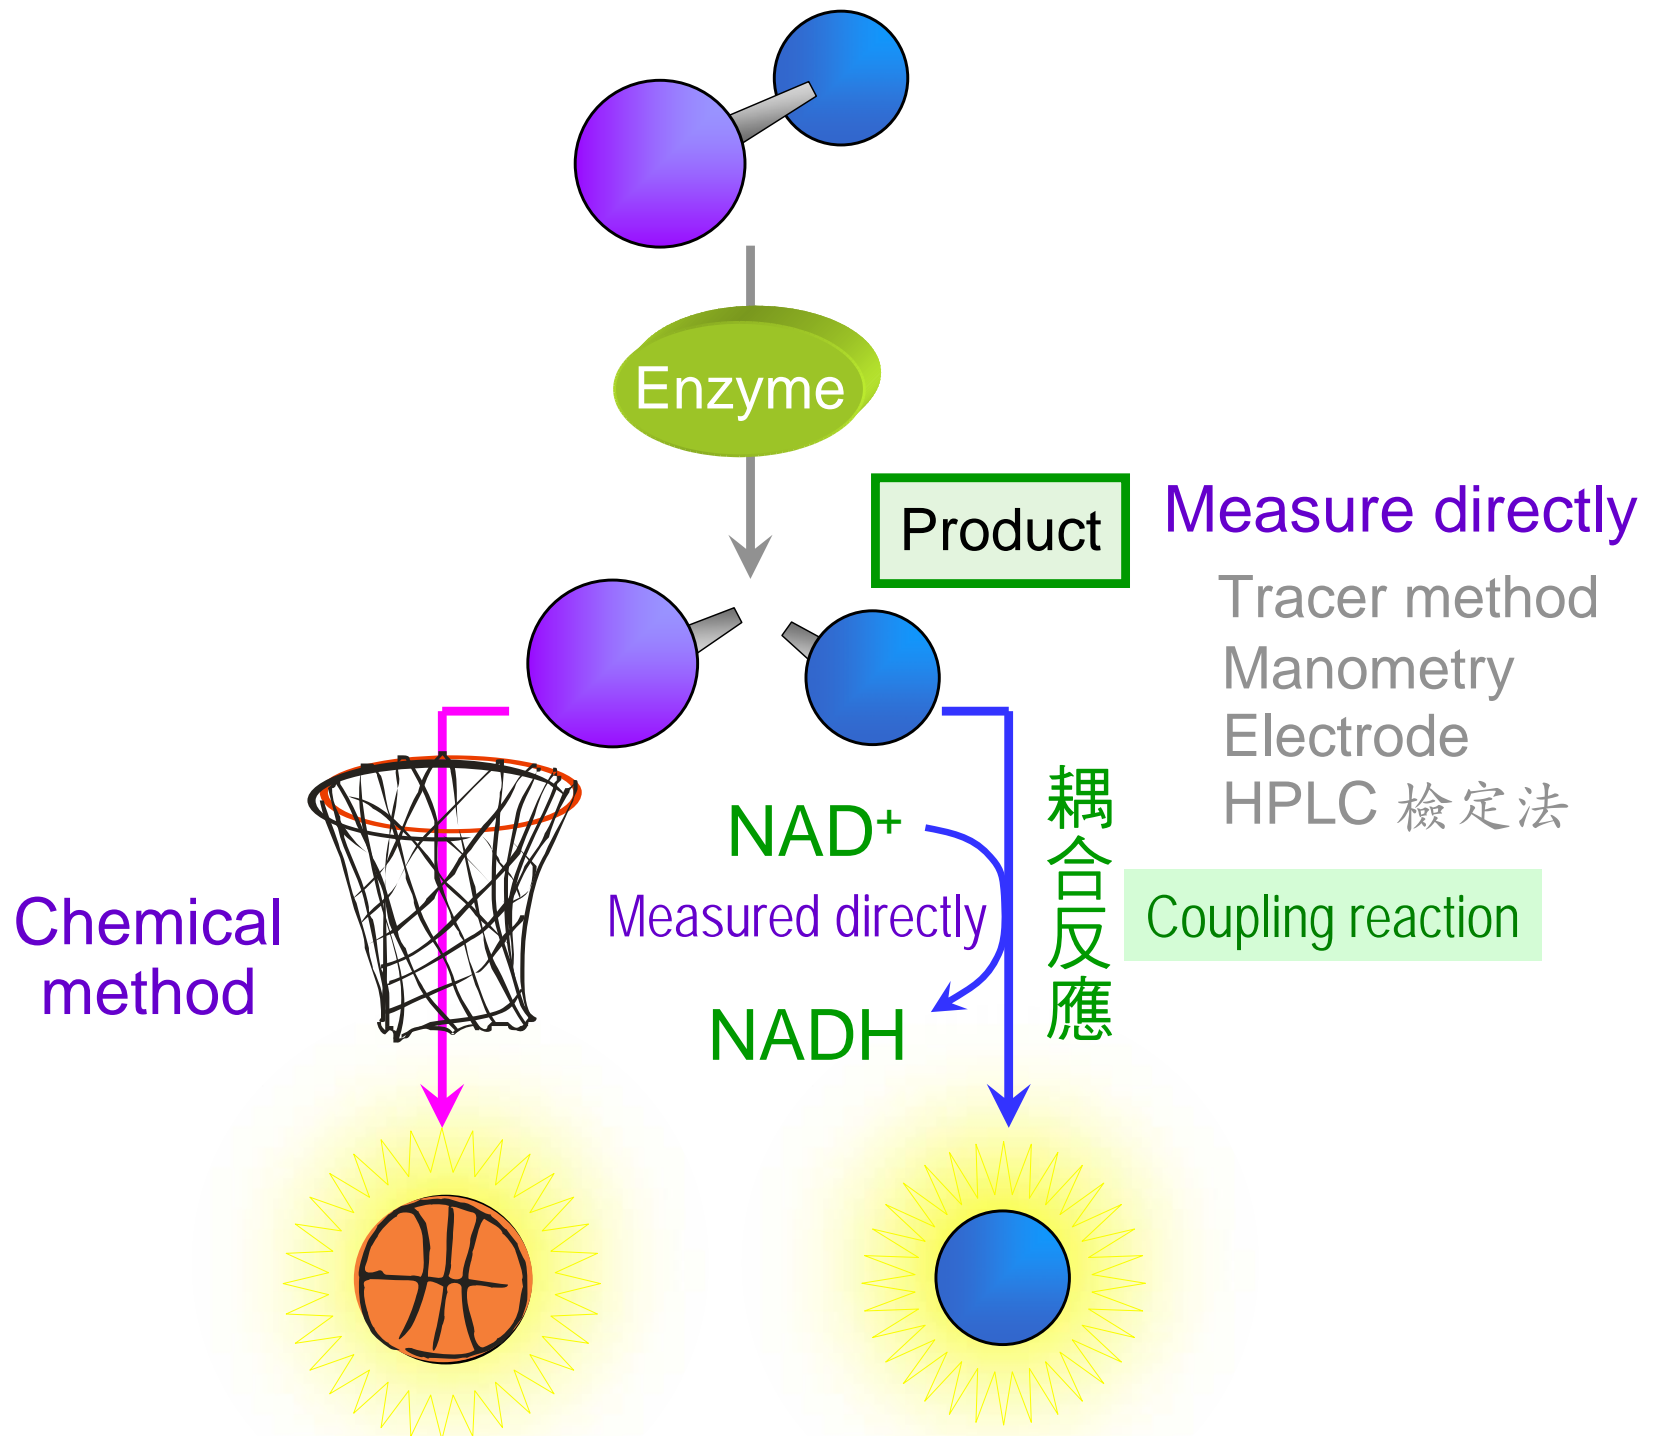 Enzyme
Product
Measure directly
Tracer method
Manometry
Electrode
HPLC 檢定法
NAD⁺
Measured directly
NADH
耦合反應
Coupling reaction
Chemical
method